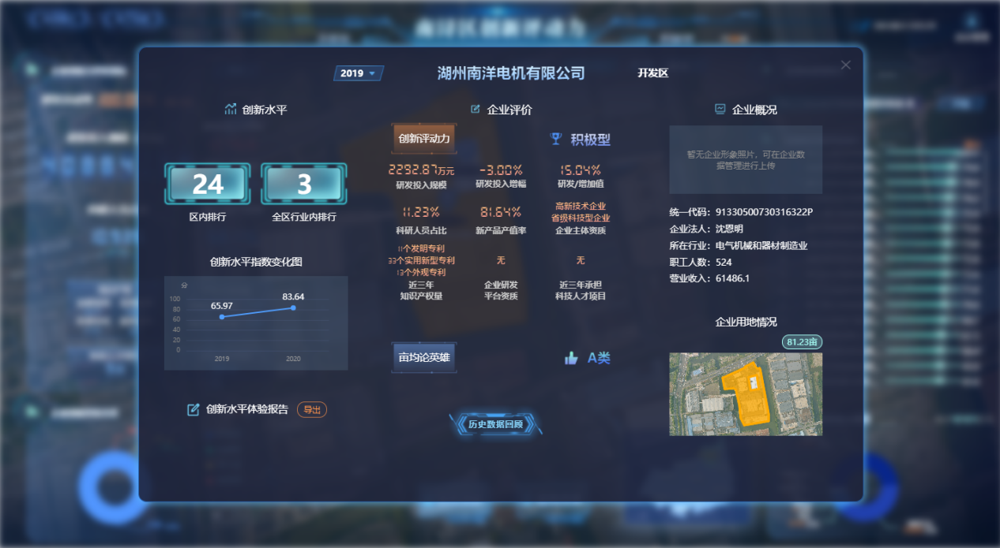 2019
湖州南洋电机有限公司
开发区
创新水平
24
区内排行
3
全区行业内排行
创新水平指数变化图
分
100
80
60
40
20
0
65.97
83.64
2019
2020
创新水平体验报告
导出
企业评价
创新评动力
积极型
2292.87万元
研发投入规模
-3.00%
研发投入增幅
15.04%
研发/增加值
11.23%
科研人员占比
81.64%
新产品产值率
高新技术企业
省级科技型企业
企业主体资质
11个发明专利
33个实用新型专利
13个外观专利
近三年
知识产权量
无
企业研发
平台资质
无
近三年承担
科技人才项目
亩均论英雄
A类
历史数据回顾
企业概况
暂无企业形象照片，可在企业数
据管理进行上传
统一代码：91330500730316322P
企业法人：沈恩明
所在行业：电气机械和器材制造业
职工人数：524
营业收入：61486.1
企业用地情况
81.23亩